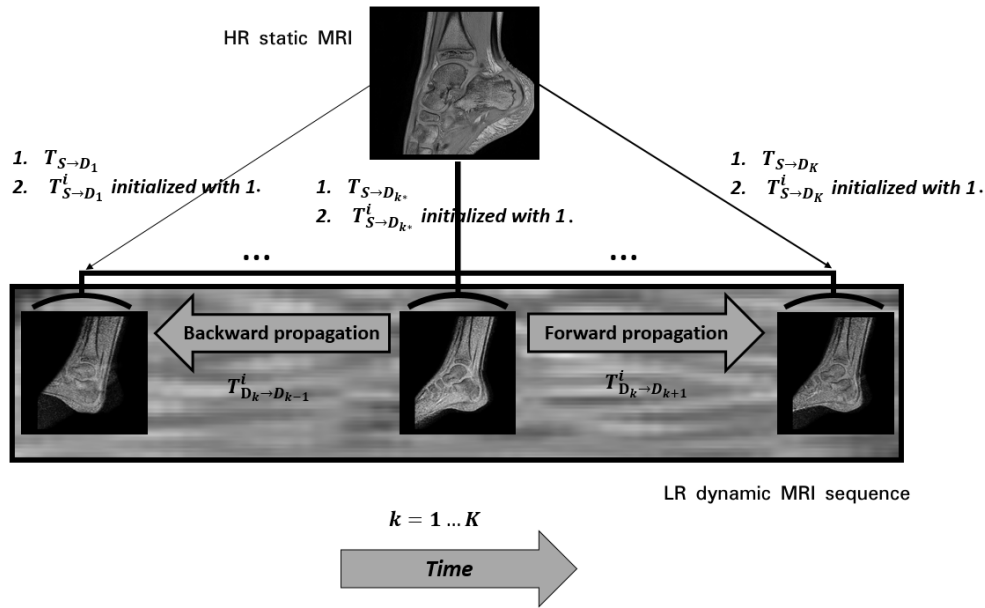 HR static MRI
1. T_{S→D_1}
2. T^i_{S→D_1} initialized with 1.
1. T_{S→D_{k*}}
2. T^i_{S→D_{k*}} initialized with 1.
1. T_{S→D_K}
2. T^i_{S→D_K} initialized with 1.
... ...
Backward propagation
Forward propagation
T^i_{D_k→D_{k-1}}
T^i_{D_k→D_{k+1}}
LR dynamic MRI sequence
k = 1 … K
Time